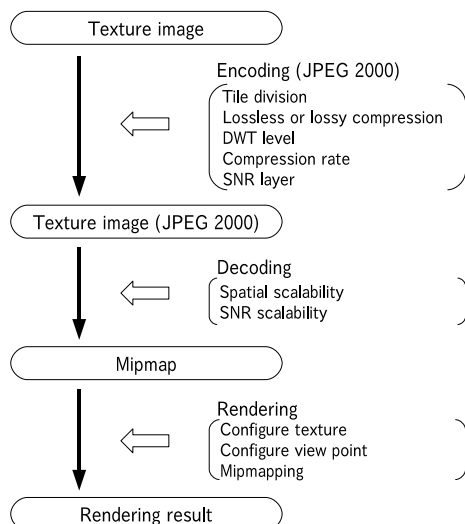 Texture image
Encoding (JPEG 2000)
Tile division
Lossless or lossy compression
DWT level
Compression rate
SNR layer
Texture image (JPEG 2000)
Decoding
Spatial scalability
SNR scalability
Mipmap
Rendering
Configure texture
Configure view point
Mipmapping
Rendering result